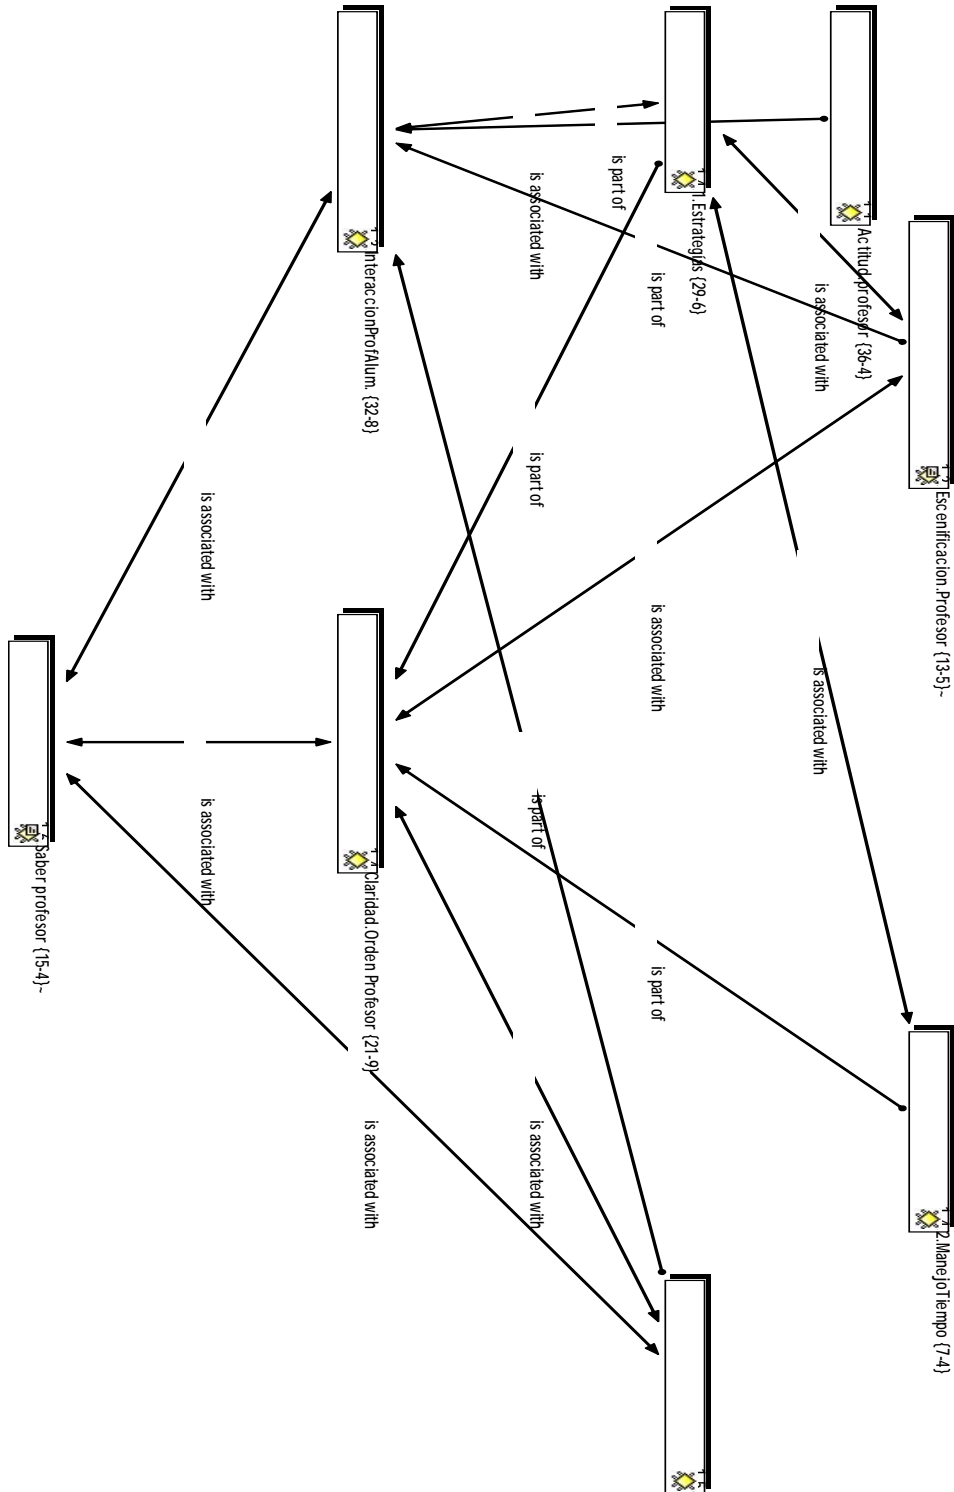 Escenificacion.Profesor {13-5}~
2.ManejoTiempo {7-4}
Actitud.profesor {36-4}
is associated with
is associated with
1.Estrategias {29-6}
is part of
is associated with
is part of
is part of
is associated with
is part of
is part of
is associated with
InteraccionProfAlum. {32-8}
Claridad.Orden Profesor {21-9}
is associated with
is associated with
is associated with
Saber profesor {15-4}~